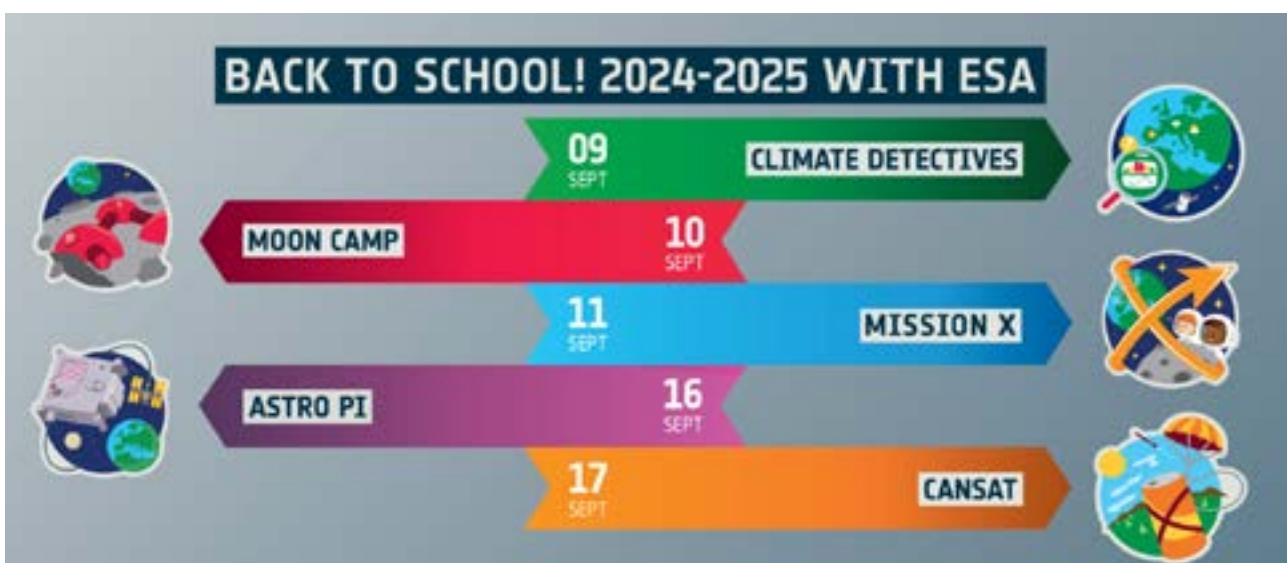 BACK TO SCHOOL! 2024-2025 WITH ESA
09
SEPT
CLIMATE DETECTIVES
MOON CAMP
10
SEPT
11
SEPT
MISSION X
ASTRO PI
16
SEPT
17
SEPT
CANSAT